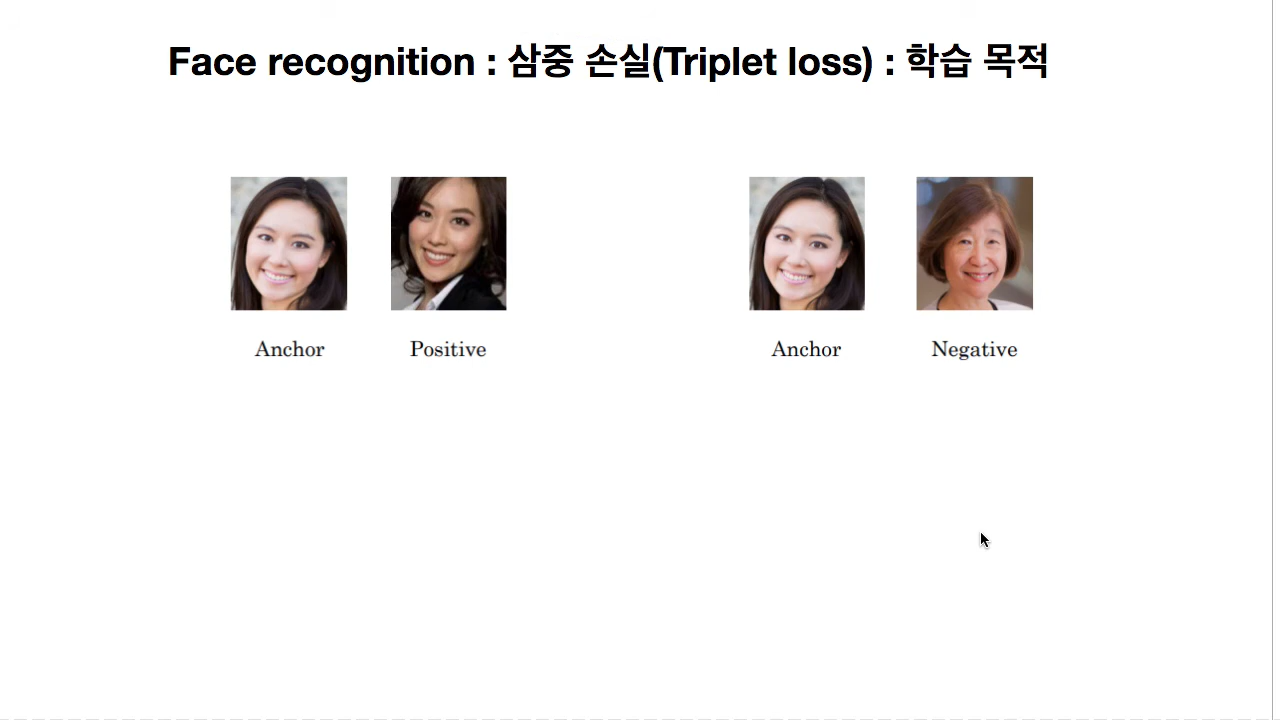 Face recognition : 삼중 손실(Triplet loss) : 학습 목적
Anchor Positive Anchor Negative